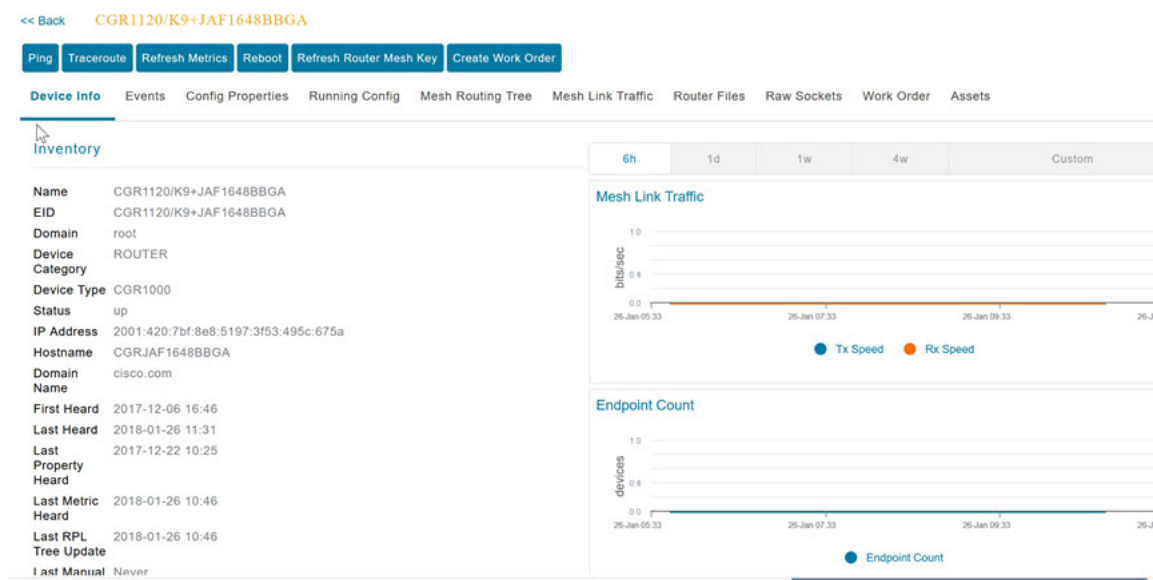 << Back CGR1120/K9+JAF1648BBGA
Ping Traceroute Refresh Metrics Reboot Refresh Router Mesh Key Create Work Order
Device Info Events Config Properties Running Config Mesh Routing Tree Mesh Link Traffic Router Files Raw Sockets Work Order Assets
Inventory
Name CGR1120/K9+JAF1648BBGA
EID CGR1120/K9+JAF1648BBGA
Domain root
Device Category ROUTER
Device Type CGR1000
Status up
IP Address 2001:420:7bf:8e8:5197:3f53:495c:675a
Hostname CGRJAF1648BBGA
Domain Name cisco.com
First Heard 2017-12-06 16:46
Last Heard 2018-01-26 11:31
Last Property Heard 2017-12-22 10:25
Last Metric Heard 2018-01-26 10:46
Last RPL Tree Update 2018-01-26 10:46
Last Manual Never
6h 1d 1w 4w Custom
Mesh Link Traffic
bits/sec
1.0
0.4
0.0
26-Jan 05:33 26-Jan 07:33 26-Jan 09:33 26-J
Tx Speed Rx Speed
Endpoint Count
devices
1.0
0.4
0.0
26-Jan 05:33 26-Jan 07:33 26-Jan 09:33 26-J
Endpoint Count